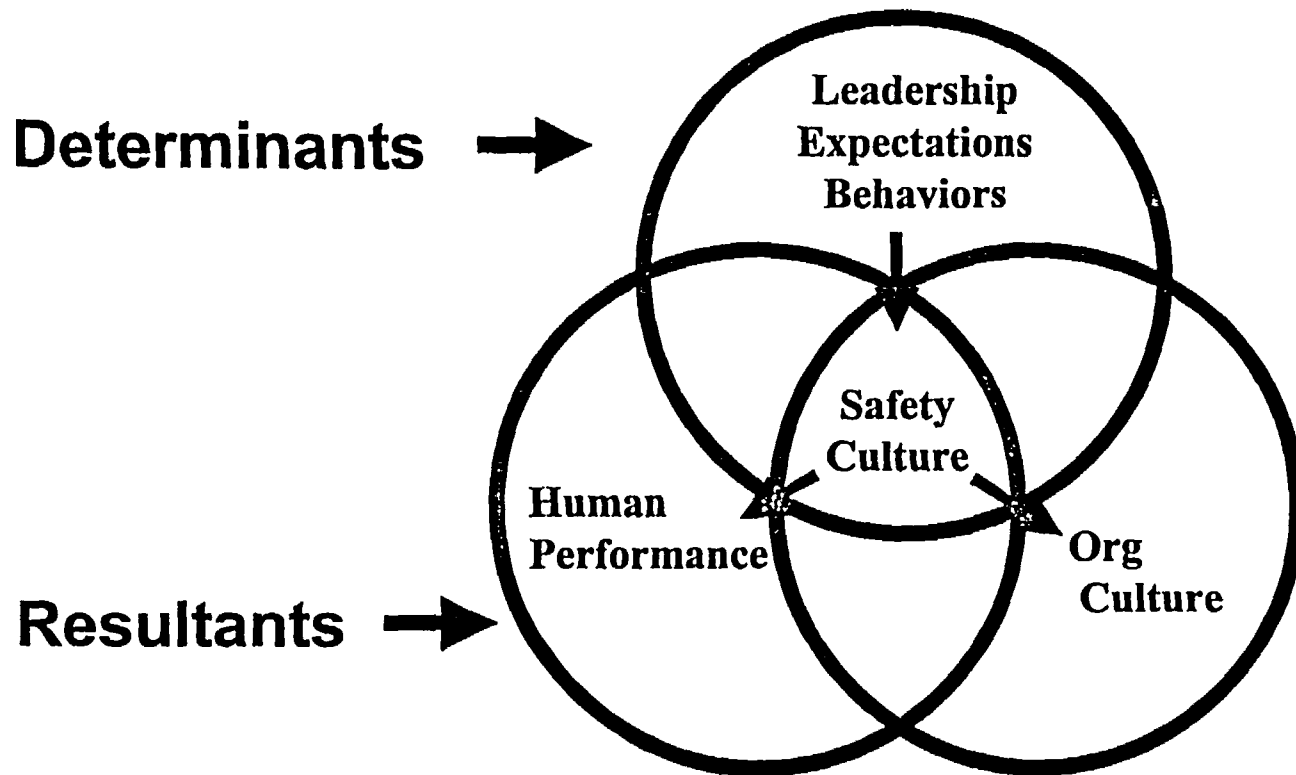 Leadership
Expectations
Behaviors
Determinants
Safety
Culture
Human
Performance
Org
Culture
Resultants